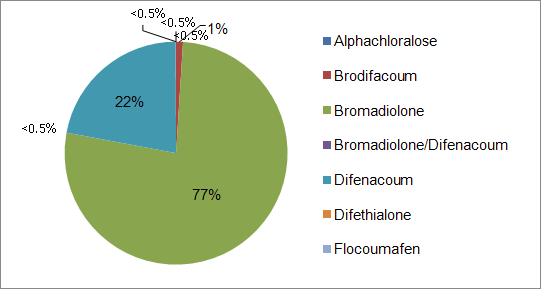 <0.5%
<0.5%
1%
<0.5%
22%
<0.5%
77%
Alphachloralose
Brodifacoum
Bromadiolone
Bromadiolone/Difenacoum
Difenacoum
Difethialone
Flocoumafen